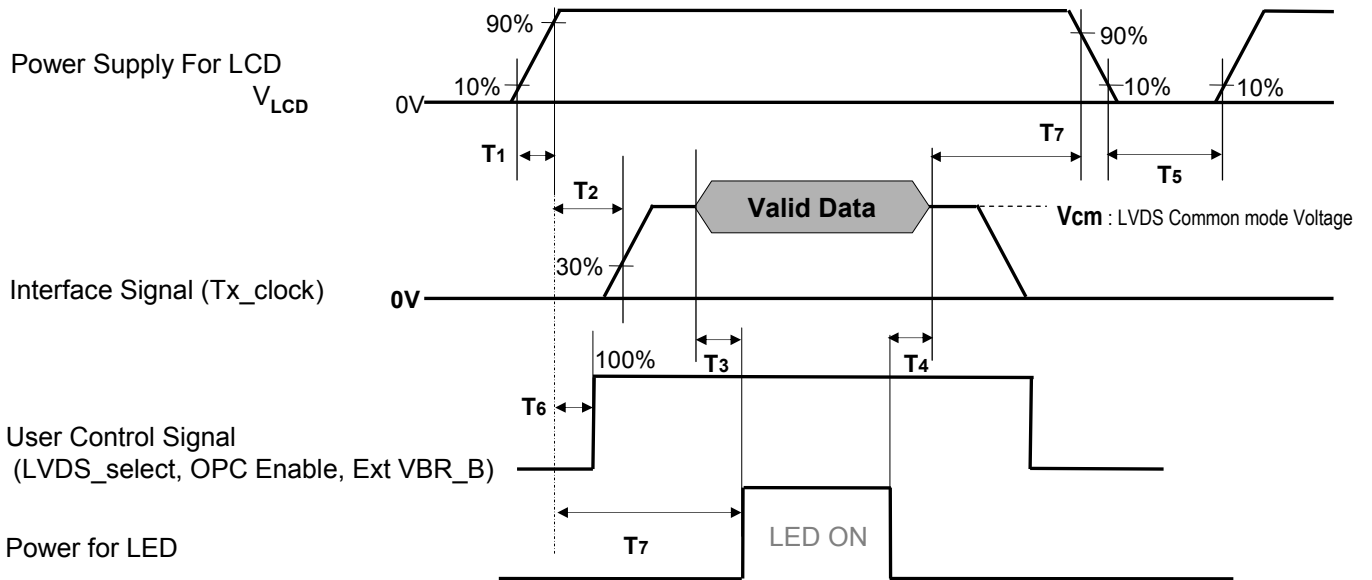 90%
90%
Power Supply For LCD
VLCD
10%
10%
10%
0V
T1
T7
T5
T2
Valid Data
Vcm : LVDS Common mode Voltage
30%
Interface Signal (Tx_clock)
0V
T3
T4
100%
T6
User Control Signal
(LVDS_select, OPC Enable, Ext VBR_B)
T7
LED ON
Power for LED